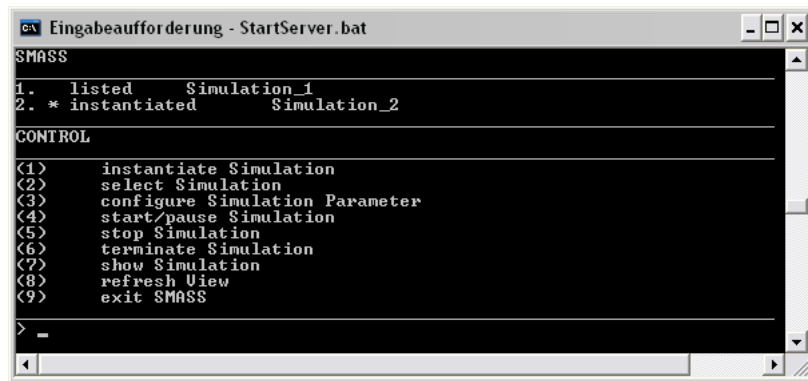 Eingabeaufforderung - StartServer.bat
SMASS
1. listed Simulation_1
2. * instantiated Simulation_2
CONTROL
(1) instantiate Simulation
(2) select Simulation
(3) configure Simulation Parameter
(4) start/pause Simulation
(5) stop Simulation
(6) terminate Simulation
(7) show Simulation
(8) refresh View
(9) exit SMASS
> _